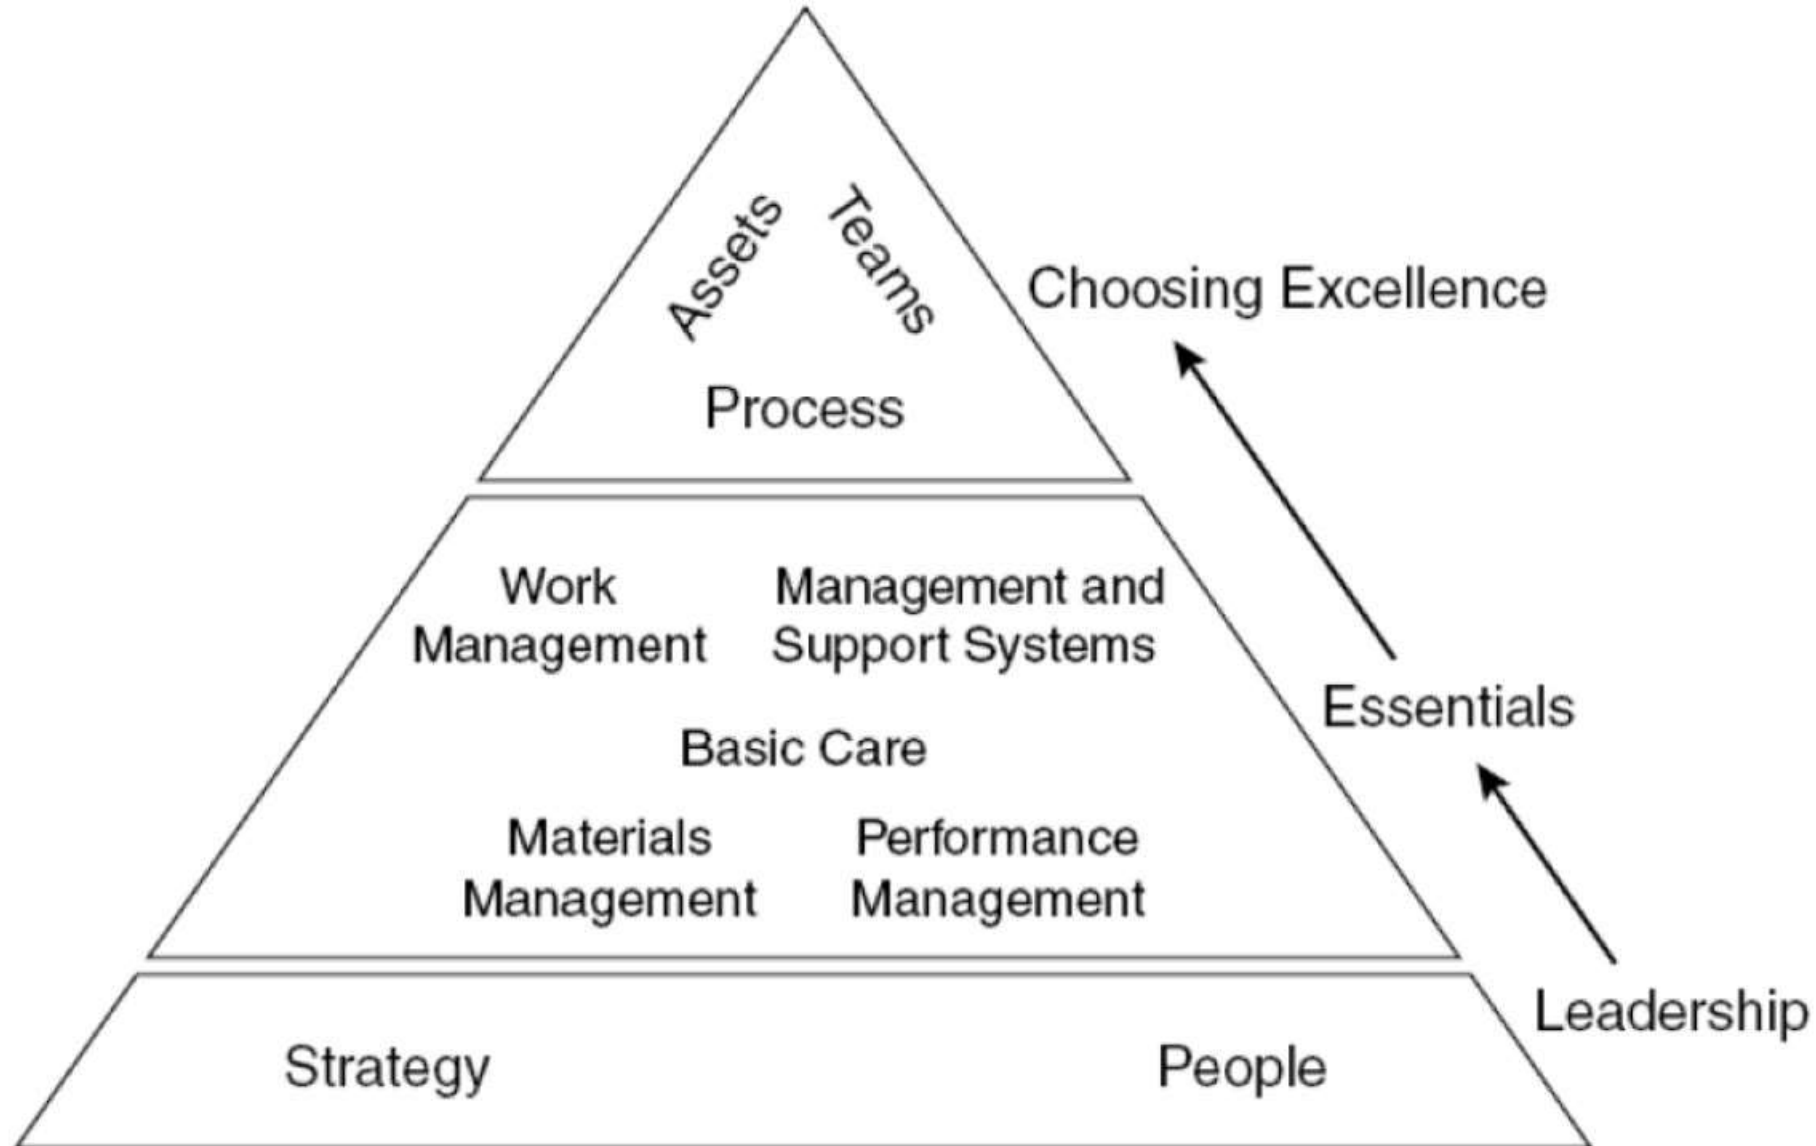 Assets
Teams
Choosing Excellence
Process
Work
Management
Management and
Support Systems
Essentials
Basic Care
Materials
Management
Performance
Management
Leadership
Strategy
People